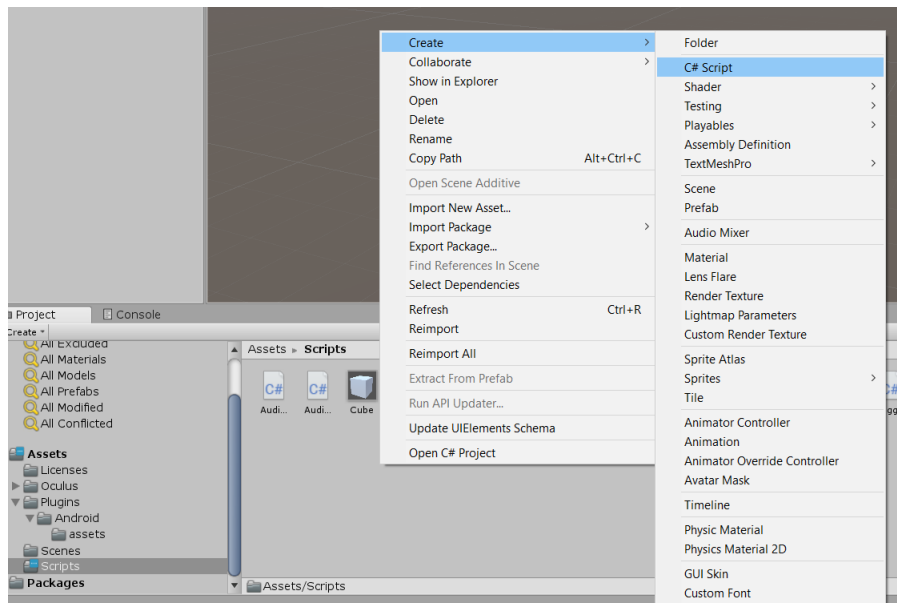 Create
Collaborate
Show in Explorer
Open
Delete
Rename
Copy Path Alt+Ctrl+C
Open Scene Additive
Import New Asset...
Import Package
Export Package...
Find References In Scene
Select Dependencies
Refresh Ctrl+R
Reimport
Reimport All
Extract From Prefab
Run API Updater...
Update UIElements Schema
Open C# Project
Folder
C# Script
Shader
Testing
Playables
Assembly Definition
TextMeshPro
Scene
Prefab
Audio Mixer
Material
Lens Flare
Render Texture
Lightmap Parameters
Custom Render Texture
Sprite Atlas
Sprites
Tile
Animator Controller
Animation
Animator Override Controller
Avatar Mask
Timeline
Physic Material
Physics Material 2D
GUI Skin
Custom Font
Project Console
Create
All Excluded
All Materials
All Models
All Prefabs
All Modified
All Conflicted
Assets
Licenses
Oculus
Plugins
Android
assets
Scenes
Scripts
Packages
Assets Scripts
C# C#
Audi... Audi... Cube
Assets/Scripts